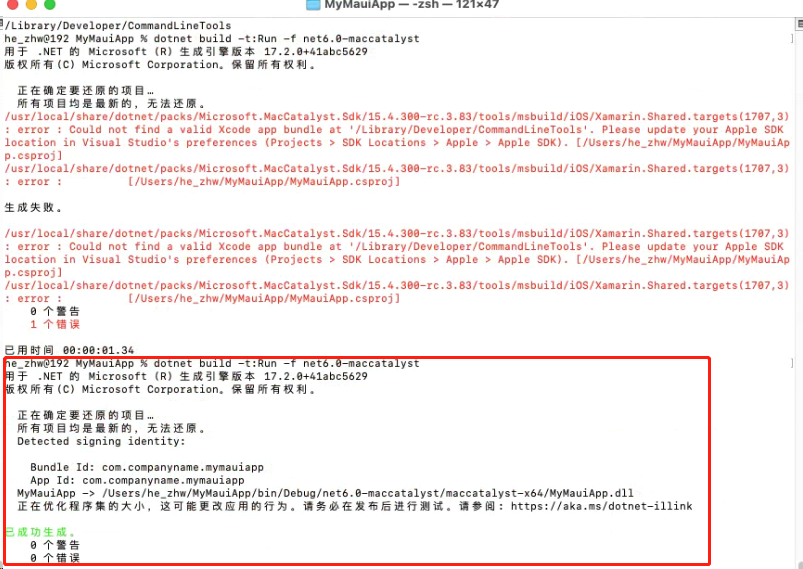 MyMauiApp — -zsh — 121×47
/Library/Developer/CommandLineTools
he_zhw@192 MyMauiApp % dotnet build -t:Run -f net6.0-maccatalyst
用于 .NET 的 Microsoft (R) 生成引擎版本 17.2.0+41abc5629
版权所有(C) Microsoft Corporation。保留所有权利。
正在确定要还原的项目…
所有项目均是最新的，无法还原。
/usr/local/share/dotnet/packs/Microsoft.MacCatalyst.Sdk/15.4.300-rc.3.83/tools/msbuild/iOS/Xamarin.Shared.targets(1707,3)
: error : Could not find a valid Xcode app bundle at '/Library/Developer/CommandLineTools'. Please update your Apple SDK
location in Visual Studio's preferences (Projects > SDK Locations > Apple > Apple SDK). [/Users/he_zhw/MyMauiApp/MyMauiAp
p.csproj]
/usr/local/share/dotnet/packs/Microsoft.MacCatalyst.Sdk/15.4.300-rc.3.83/tools/msbuild/iOS/Xamarin.Shared.targets(1707,3)
: error : [/Users/he_zhw/MyMauiApp/MyMauiApp.csproj]
生成失败。
/usr/local/share/dotnet/packs/Microsoft.MacCatalyst.Sdk/15.4.300-rc.3.83/tools/msbuild/iOS/Xamarin.Shared.targets(1707,3)
: error : Could not find a valid Xcode app bundle at '/Library/Developer/CommandLineTools'. Please update your Apple SDK
location in Visual Studio's preferences (Projects > SDK Locations > Apple > Apple SDK). [/Users/he_zhw/MyMauiApp/MyMauiAp
p.csproj]
/usr/local/share/dotnet/packs/Microsoft.MacCatalyst.Sdk/15.4.300-rc.3.83/tools/msbuild/iOS/Xamarin.Shared.targets(1707,3)
: error : [/Users/he_zhw/MyMauiApp/MyMauiApp.csproj]
0 个警告
1 个错误
已用时间 00:00:01.34
he_zhw@192 MyMauiApp % dotnet build -t:Run -f net6.0-maccatalyst
用于 .NET 的 Microsoft (R) 生成引擎版本 17.2.0+41abc5629
版权所有(C) Microsoft Corporation。保留所有权利。
正在确定要还原的项目…
所有项目均是最新的，无法还原。
Detected signing identity:
Bundle Id: com.companyname.mymauiapp
App Id: com.companyname.mymauiapp
MyMauiApp -> /Users/he_zhw/MyMauiApp/bin/Debug/net6.0-maccatalyst/maccatalyst-x64/MyMauiApp.dll
正在优化程序集的大小，这可能更改应用的行为。请务必在发布后进行测试。请参阅：https://aka.ms/dotnet-illink
已成功生成。
0 个警告
0 个错误